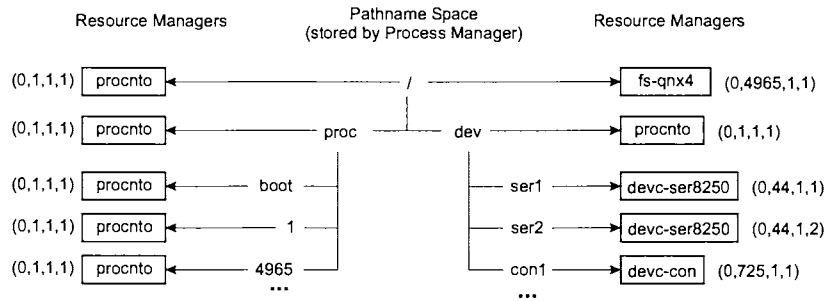 Resource Managers Pathname Space Resource Managers
(stored by Process Manager)
(0,1,1,1) procnto / fs-qnx4 (0,4965,1,1)
(0,1,1,1) procnto proc dev procnto (0,1,1,1)
(0,1,1,1) procnto boot ser1 devc-ser8250 (0,44,1,1)
(0,1,1,1) procnto 1 ser2 devc-ser8250 (0,44,1,2)
(0,1,1,1) procnto 4965 con1 devc-con (0,725,1,1)
... ...